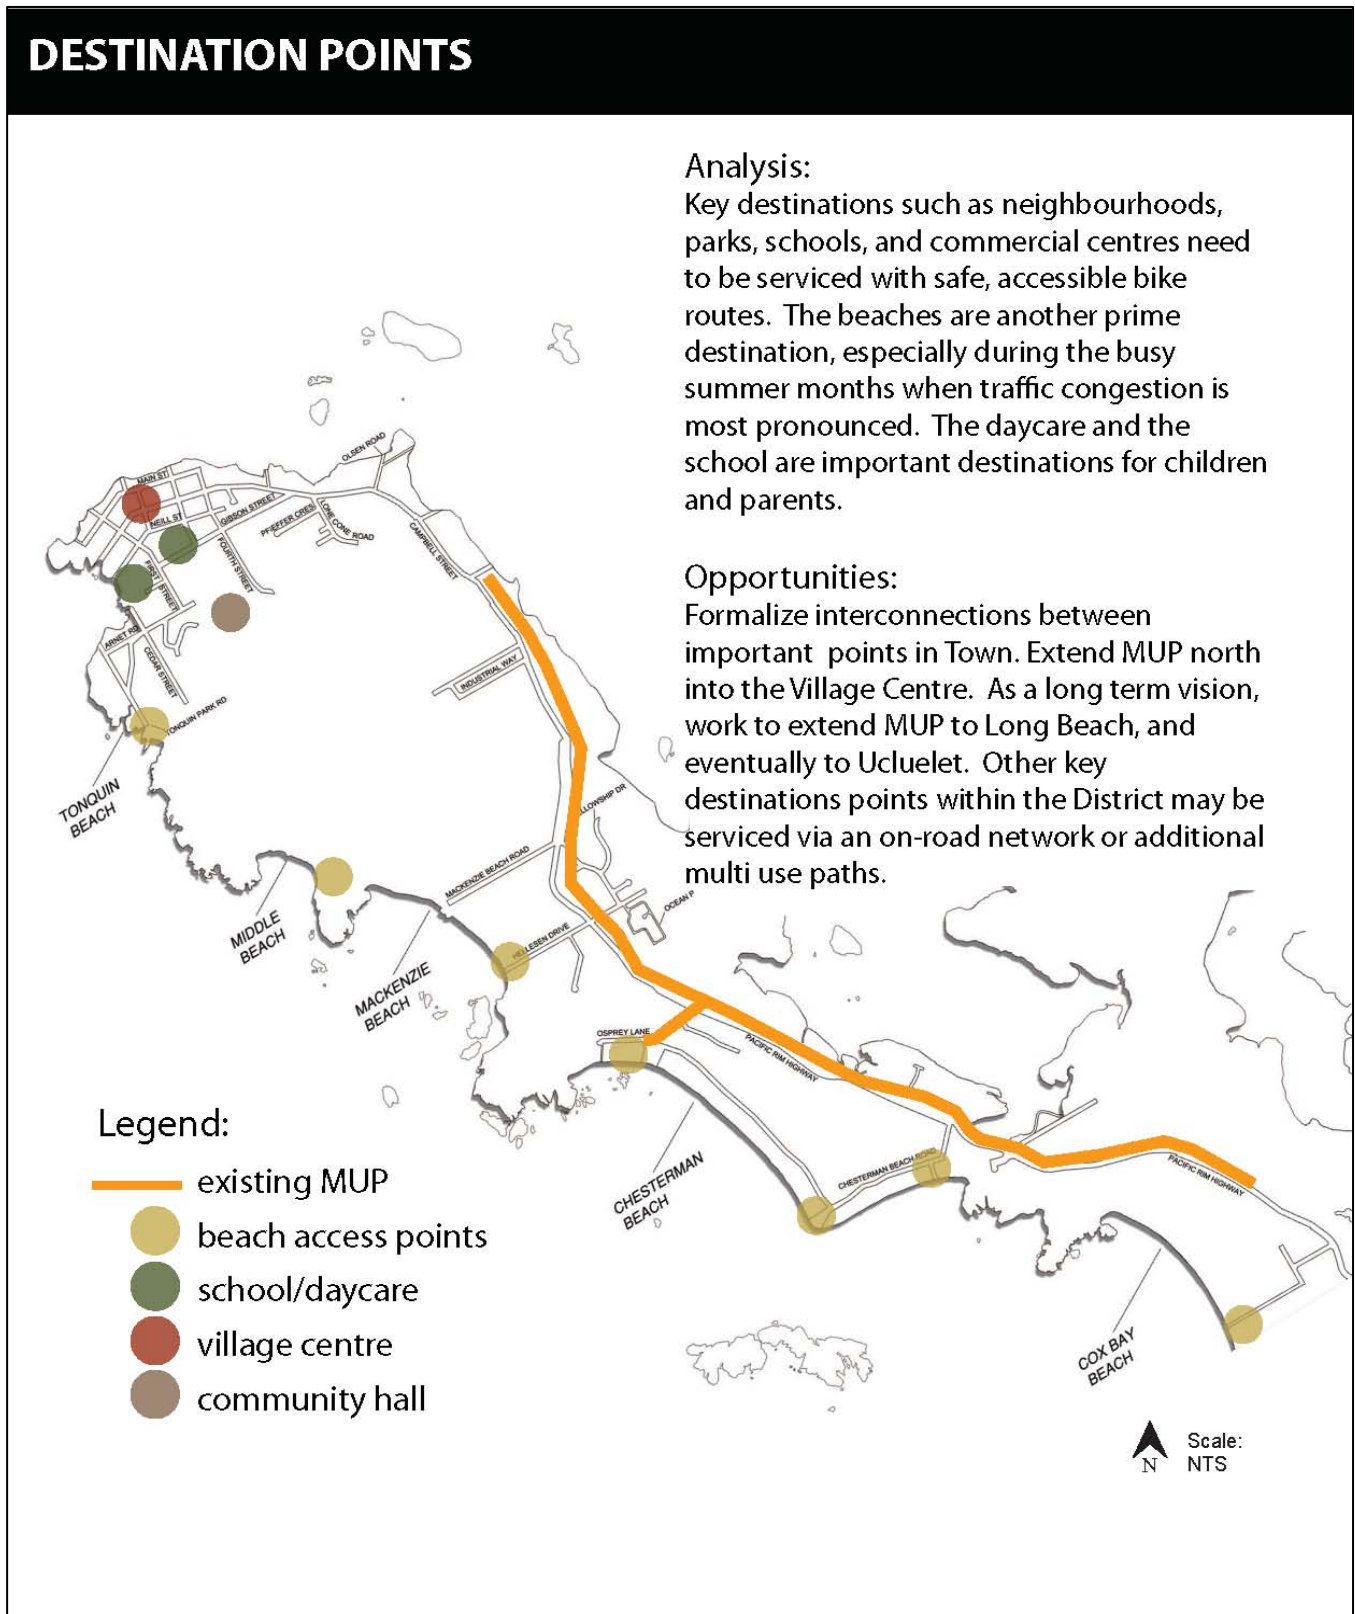 DESTINATION POINTS
Analysis:
Key destinations such as neighbourhoods,
parks, schools, and commercial centres need
to be serviced with safe, accessible bike
routes.  The beaches are another prime
destination, especially during the busy
summer months when traffic congestion is
most pronounced.  The daycare and the
school are important destinations for children
and parents.
Opportunities:
Formalize interconnections between
important  points in Town. Extend MUP north
into the Village Centre.  As a long term vision,
work to extend MUP to Long Beach, and
eventually to Ucluelet.  Other key
destinations points within the District may be
serviced via an on-road network or additional
multi use paths.
OLSEN ROAD
MAIN ST
NEILL ST
GIBSON STREET
PFIEFFER CRES
LONE CONE ROAD
CAMPBELL STREET
FOURTH STREET
FIRST STREET
ARNET RD
CEDAR STREET
INDUSTRIAL WAY
TONQUIN PARK RD
TONQUIN
BEACH
LLOWSHIP DR
MACKENZIE BEACH ROAD
OCEAN P
HELLESEN DRIVE
MIDDLE
BEACH
MACKENZIE
BEACH
OSPREY LANE
PACIFIC RIM HIGHWAY
CHESTERMAN BEACH ROAD
PACIFIC RIM HIGHWAY
CHESTERMAN
BEACH
COX BAY
BEACH
Legend:
existing MUP
beach access points
school/daycare
village centre
community hall
N
Scale:
NTS